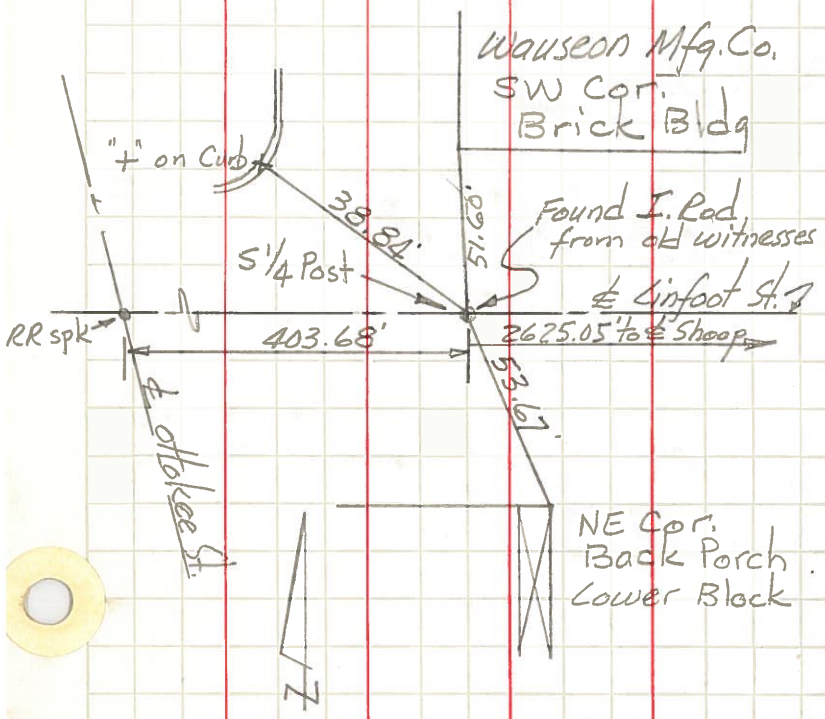 Wauseon Mfg. Co.
SW Cor.
Brick Bldg
"+" on Curb
38.84'
51.68'
Found I. Rod
from old witnesses
S 1/4 Post
℄ Linfoot St.
RR spk
403.68'
2625.05' to ℄ Shoop
53.67'
℄ Ottokee St.
NE Cor.
Back Porch
Lower Block
N